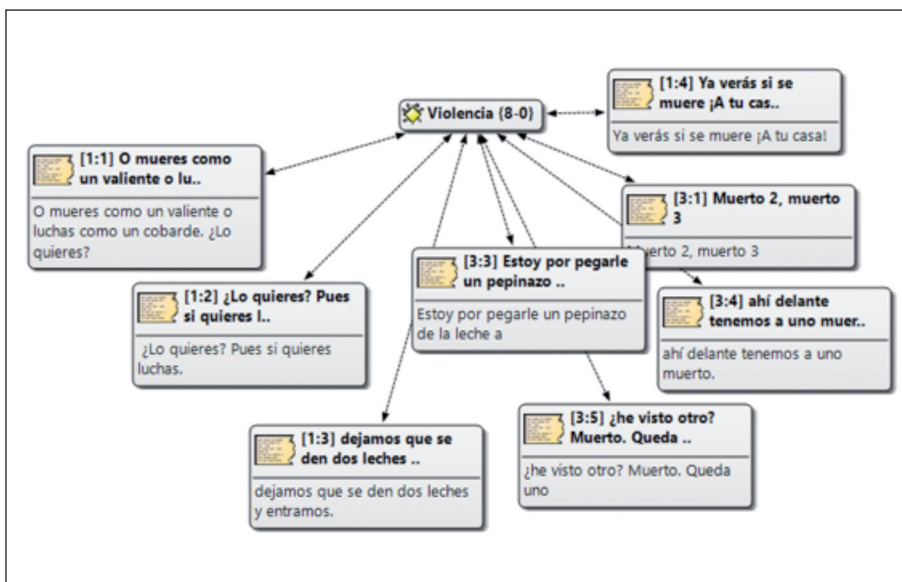 Violencia {8-0}
[1:4] Ya verás si se
muere ¡A tu cas..
Ya verás si se muere ¡A tu casa!
[1:1] O mueres como
un valiente o lu..
O mueres como un valiente o
luchas como un cobarde. ¿Lo
quieres?
[3:1] Muerto 2, muerto
3
Muerto 2, muerto 3
[3:3] Estoy por pegarle
un pepinazo ..
Estoy por pegarle un pepinazo
de la leche a
[1:2] ¿Lo quieres? Pues
si quieres l..
¿Lo quieres? Pues si quieres
luchas.
[3:4] ahí delante
tenemos a uno muer..
ahí delante tenemos a uno
muerto.
[1:3] dejamos que se
den dos leches ..
dejamos que se den dos leches
y entramos.
[3:5] ¿he visto otro?
Muerto. Queda ..
¿he visto otro? Muerto. Queda
uno